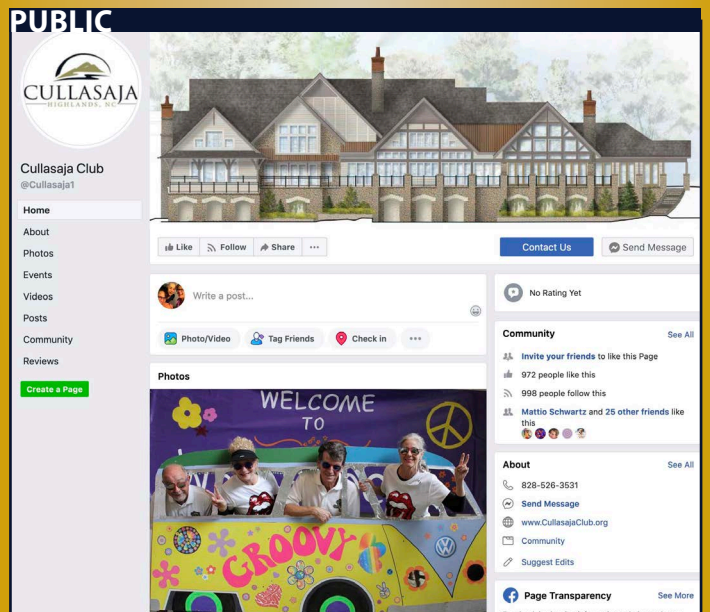 PUBLIC
CULLASAJA
HIGHLANDS, NC
Cullasaja Club
@Cullasaja1
Home
About
Photos
Events
Videos
Posts
Community
Reviews
Create a Page
Like
Follow
Share
...
Contact Us
Send Message
Write a post...
Photo/Video
Tag Friends
Check in
...
Photos
WELCOME
TO
GROOVY
No Rating Yet
Community
See All
Invite your friends to like this Page
972 people like this
998 people follow this
Mattio Schwartz and 25 other friends like
this
About
See All
828-526-3531
Send Message
www.CullasajaClub.org
Community
Suggest Edits
Page Transparency
See More